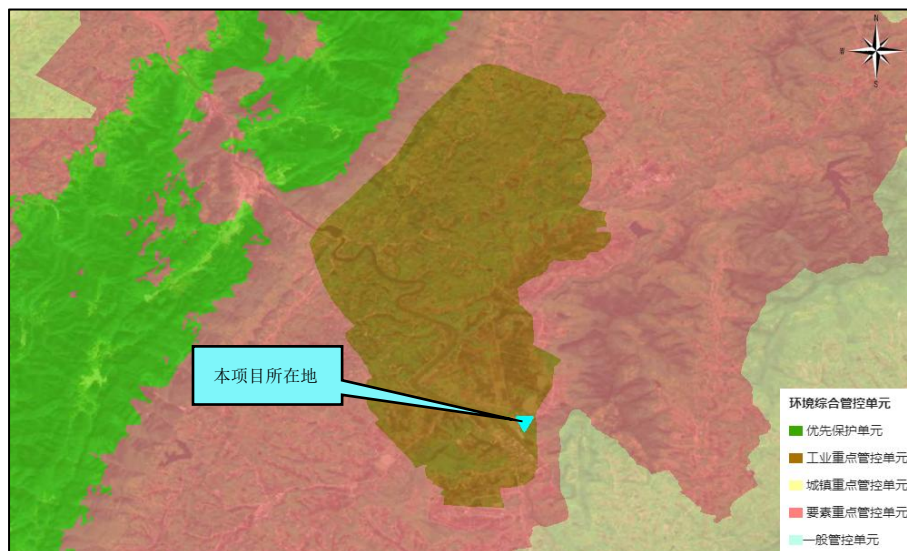 N
W
S
本项目所在地
环境综合管控单元
优先保护单元
工业重点管控单元
城镇重点管控单元
要素重点管控单元
一般管控单元